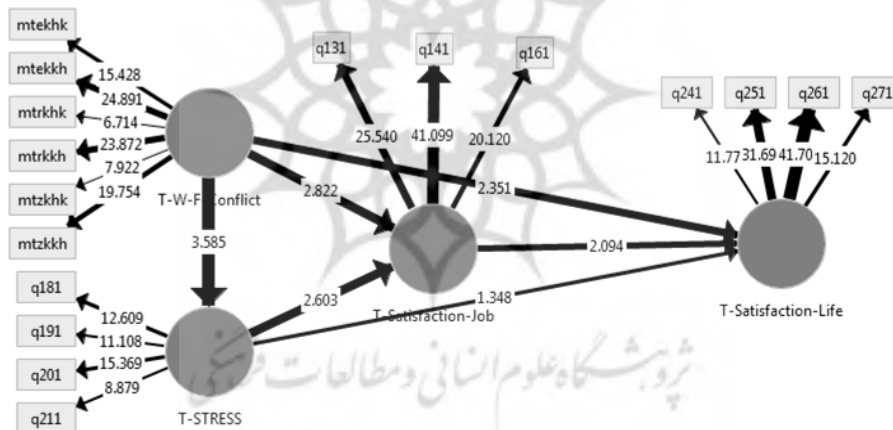 mtekhk
mtekkh
mtrkhk
mtrkkh
mtzkhk
mtzkkh
15.428
24.891
6.714
23.872
7.922
19.754
T-W-F-Conflict
q131
q141
q161
25.540
41.099
20.120
q241
q251
q261
q271
11.77
31.69
41.70
15.120
2.822
2.351
3.585
2.603
2.094
1.348
T-Satisfaction-Job
T-Satisfaction-Life
q181
q191
q201
q211
12.609
11.108
15.369
8.879
T-STRESS
پژوهشگاه علوم انسانی و مطالعات فرهنگی